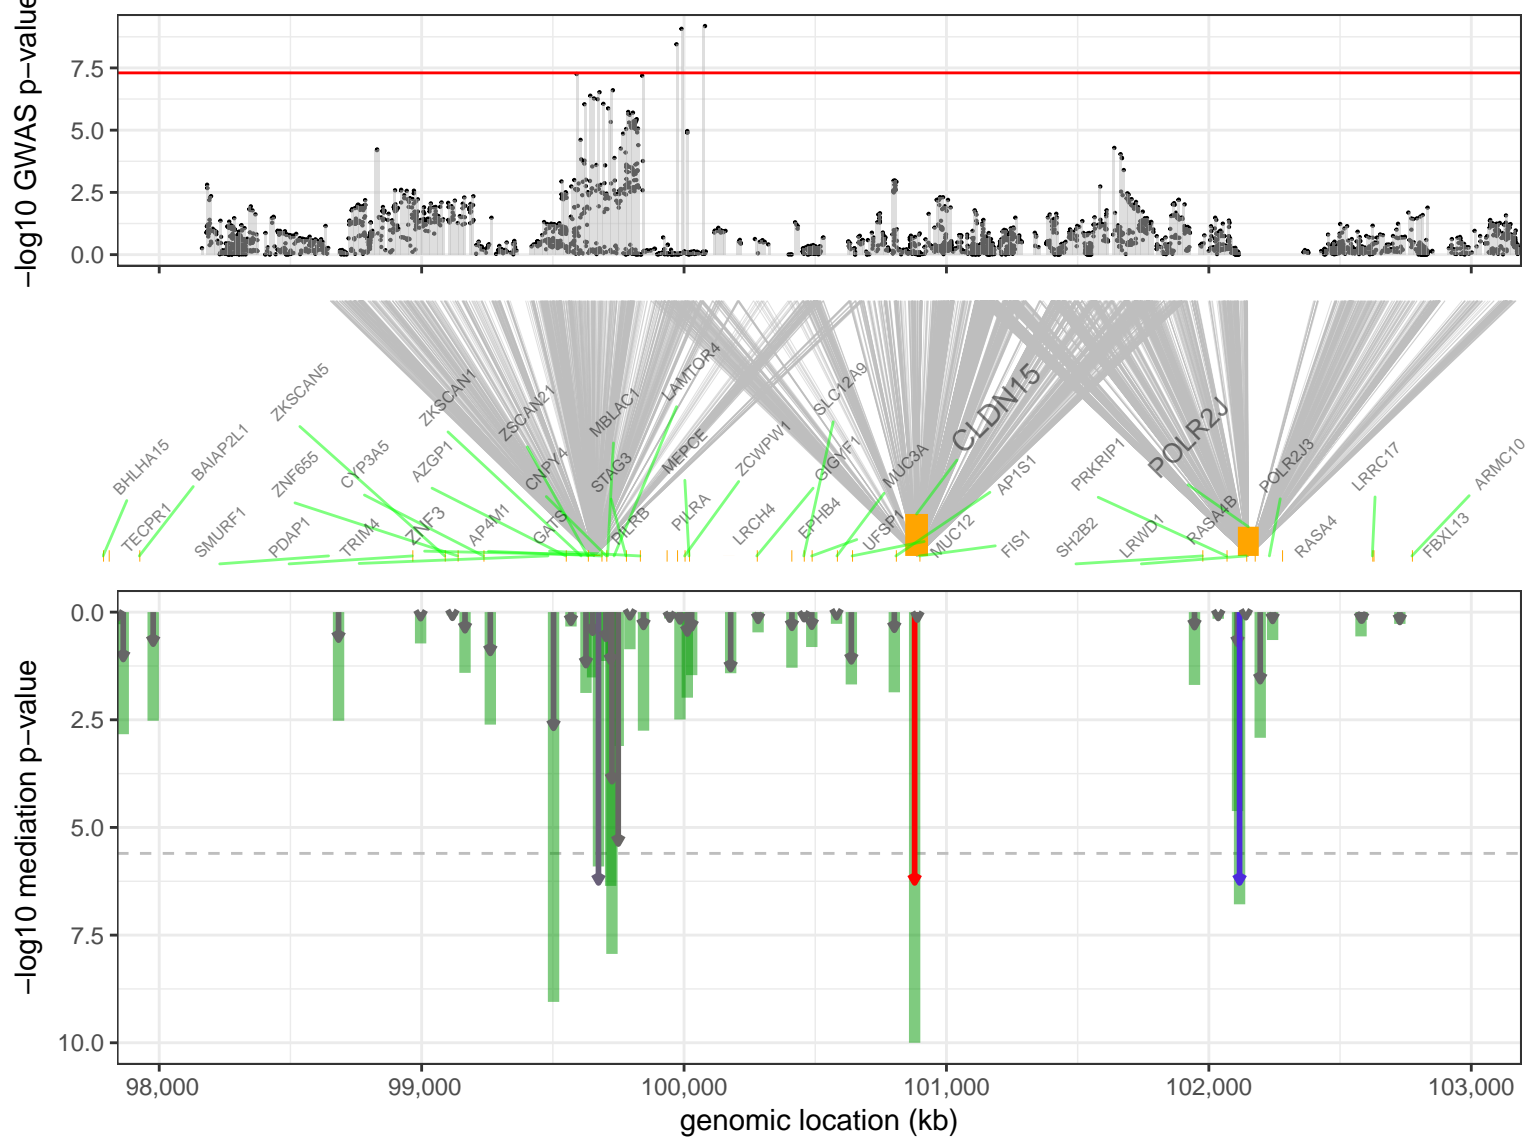 −log10 GWAS p−value
7.5
5.0
2.5
0.0
BHLHA15
TECPR1
BAIAP2L1
SMURF1
ZKSCAN5
ZNF655
PDAP1
CYP3A5
TRIM4
ZNF3
AZGP1
ZKSCAN1
AP4M1
ZSCAN21
CNPY4
GATS
MBLAC1
STAG3
LAMTOR4
PILRB
MEPCE
PILRA
ZCWPW1
LRCH4
SLC12A9
GIGYF1
EPHB4
UFSP1
MUC3A
CLDN15
MUC12
AP1S1
FIS1
PRKRIP1
SH2B2
LRWD1
POLR2J
RASA4B
POLR2J3
RASA4
LRRC17
FBXL13
ARMC10
−log10 mediation p−value
0.0
2.5
5.0
7.5
10.0
98,000
99,000
100,000
101,000
102,000
103,000
genomic location (kb)